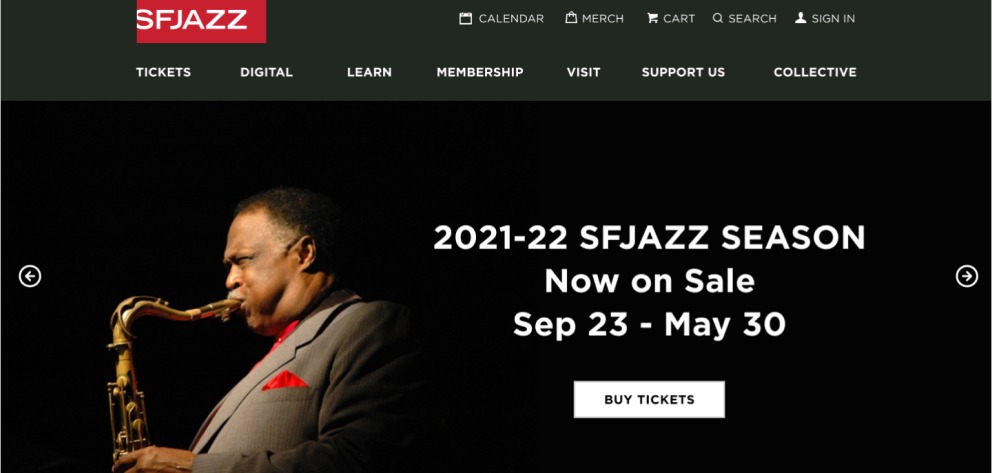 SFJAZZ
CALENDAR MERCH CART SEARCH SIGN IN
TICKETS DIGITAL LEARN MEMBERSHIP VISIT SUPPORT US COLLECTIVE
2021-22 SFJAZZ SEASON
Now on Sale
Sep 23 - May 30
BUY TICKETS